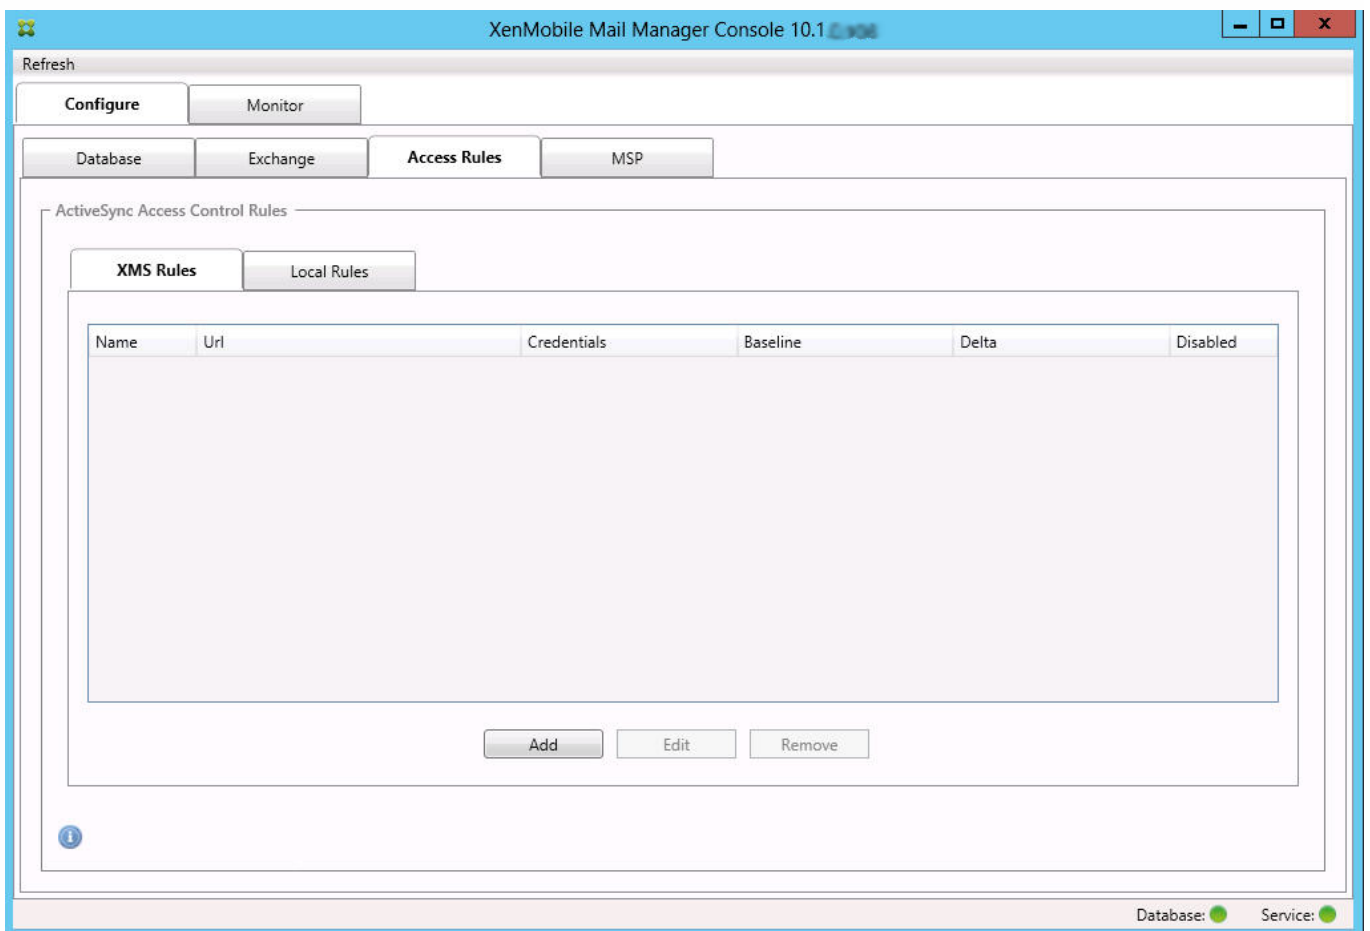 XenMobile Mail Manager Console 10.1
Refresh
Configure Monitor
Database Exchange Access Rules MSP
ActiveSync Access Control Rules
XMS Rules Local Rules
Name Url Credentials Baseline Delta Disabled
Add Edit Remove
Database: Service: